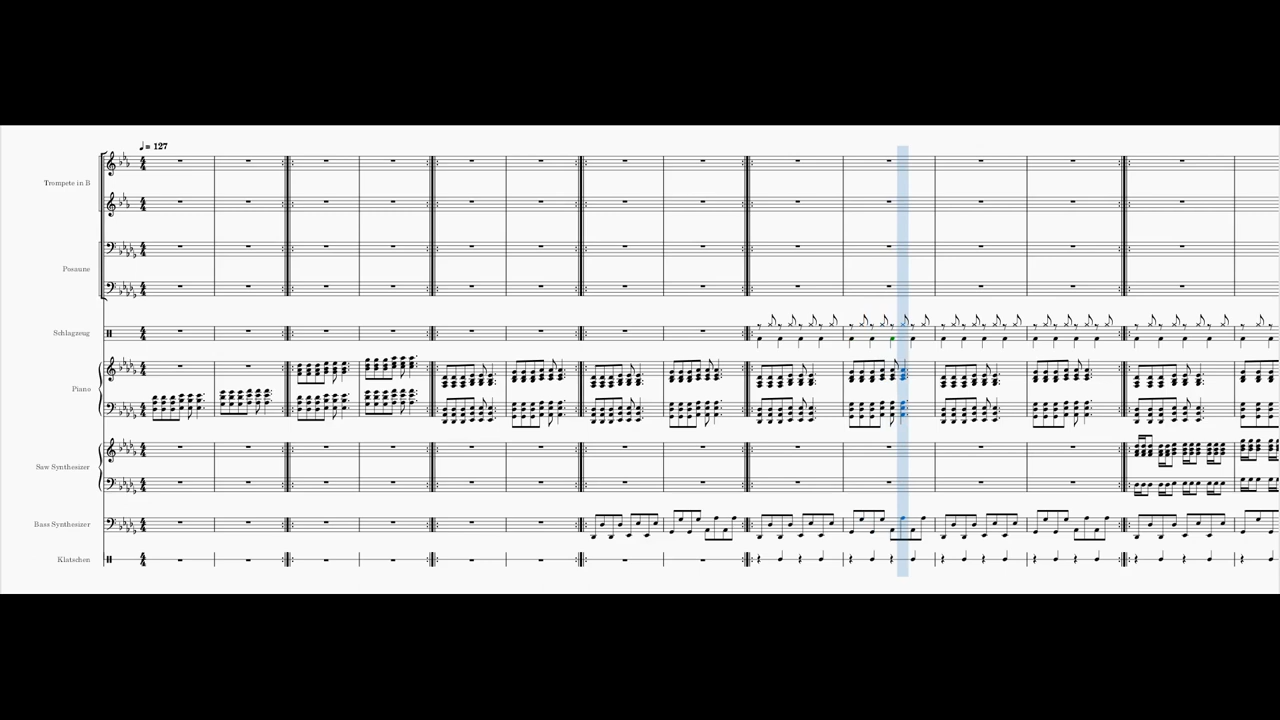 ♩= 127
Trompete in B
Posaune
Schlagzeug
Piano
Saw Synthesizer
Bass Synthesizer
Klatschen